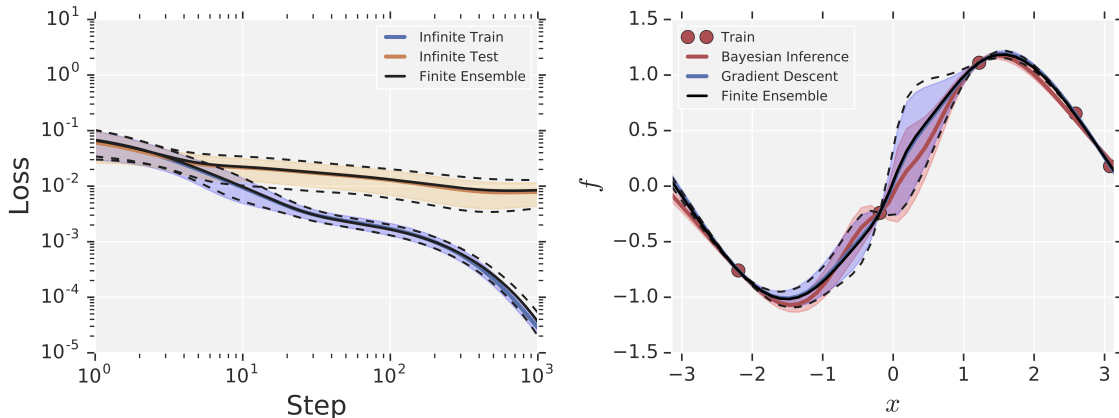 10^1
10^0
10^-1
10^-2
10^-3
10^-4
10^-5
Loss
10^0
10^1
10^2
10^3
Step
Infinite Train
Infinite Test
Finite Ensemble
1.5
1.0
0.5
0.0
−0.5
−1.0
−1.5
f
−3
−2
−1
0
1
2
3
x
Train
Bayesian Inference
Gradient Descent
Finite Ensemble